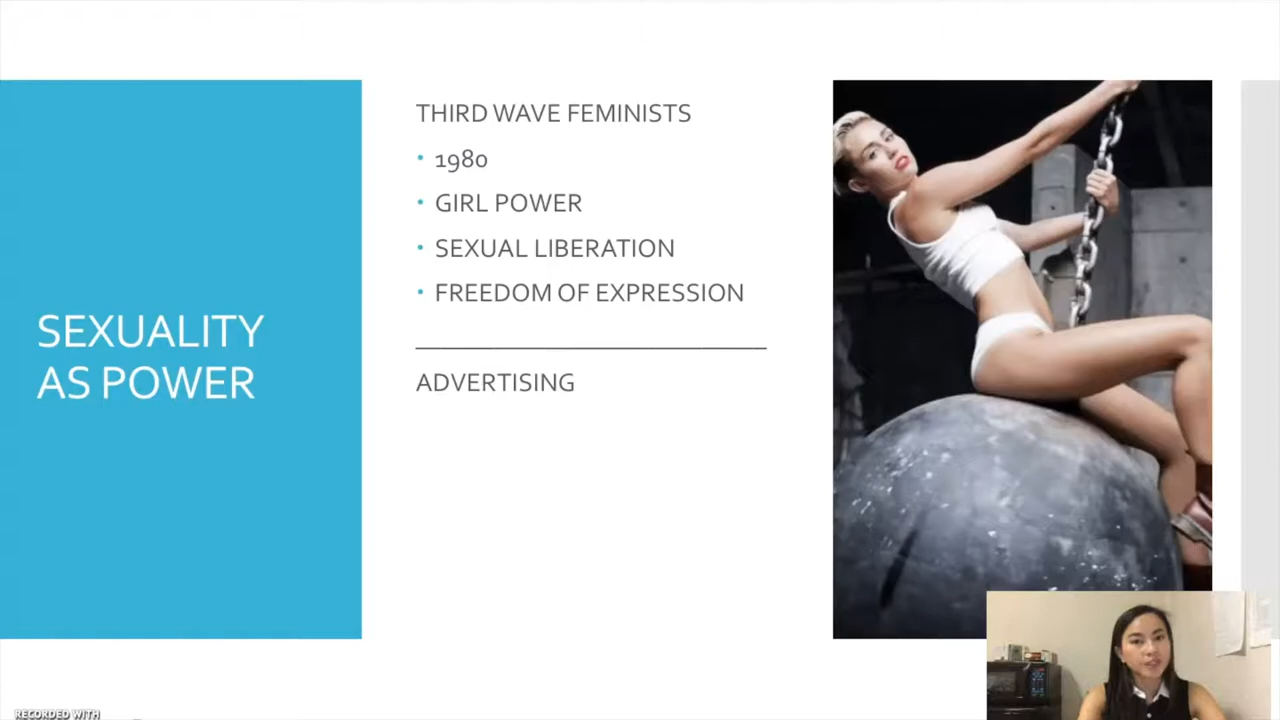 SEXUALITY
AS POWER
THIRD WAVE FEMINISTS
• 1980
• GIRL POWER
• SEXUAL LIBERATION
• FREEDOM OF EXPRESSION
ADVERTISING
RECORDED WITH